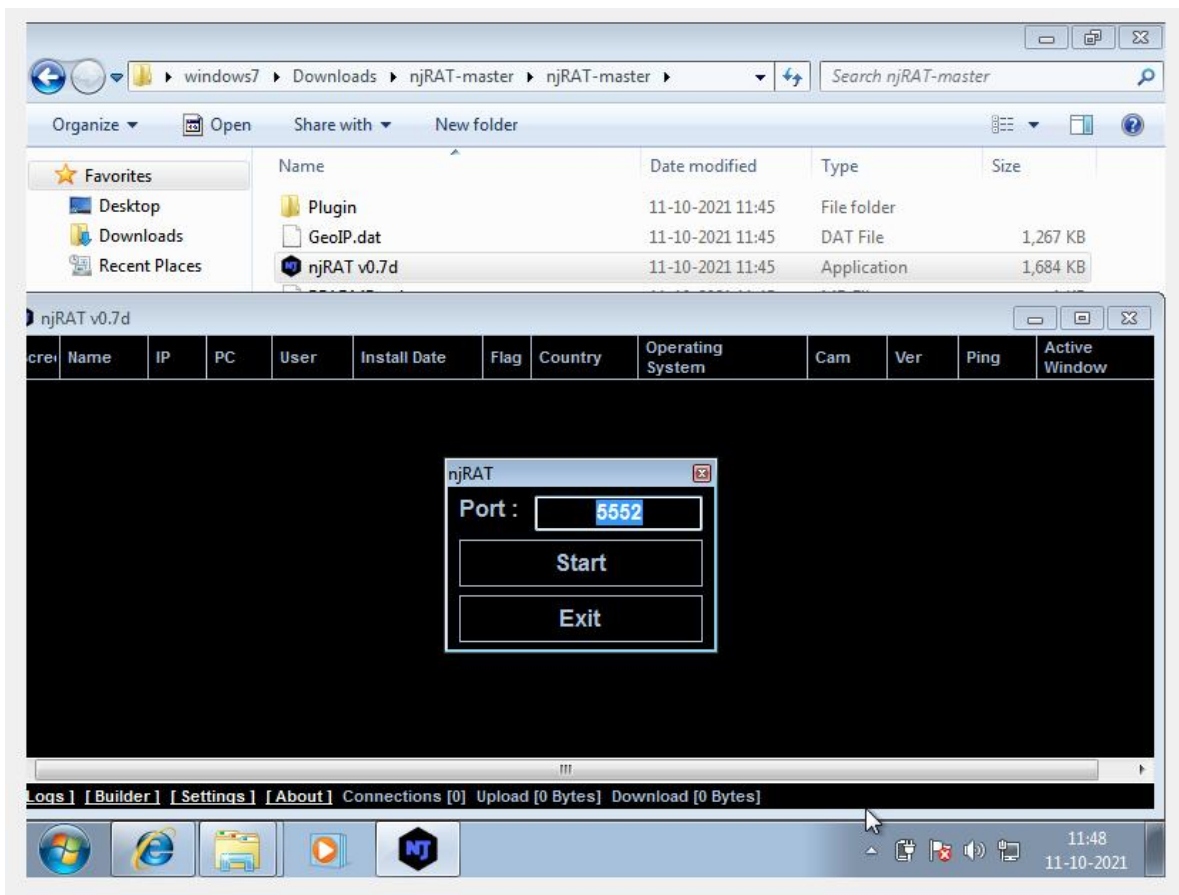 windows7 ▸ Downloads ▸ njRAT-master ▸ njRAT-master ▸
Search njRAT-master
Organize Open Share with New folder
Favorites
Desktop
Downloads
Recent Places
Name Date modified Type Size
Plugin 11-10-2021 11:45 File folder
GeoIP.dat 11-10-2021 11:45 DAT File 1,267 KB
njRAT v0.7d 11-10-2021 11:45 Application 1,684 KB
njRAT v0.7d
Name IP PC User Install Date Flag Country Operating System Cam Ver Ping Active Window
njRAT
Port : 5552
Start
Exit
Logs ] [ Builder ] [ Settings ] [ About ] Connections [0] Upload [0 Bytes] Download [0 Bytes]
NJ
11:48
11-10-2021